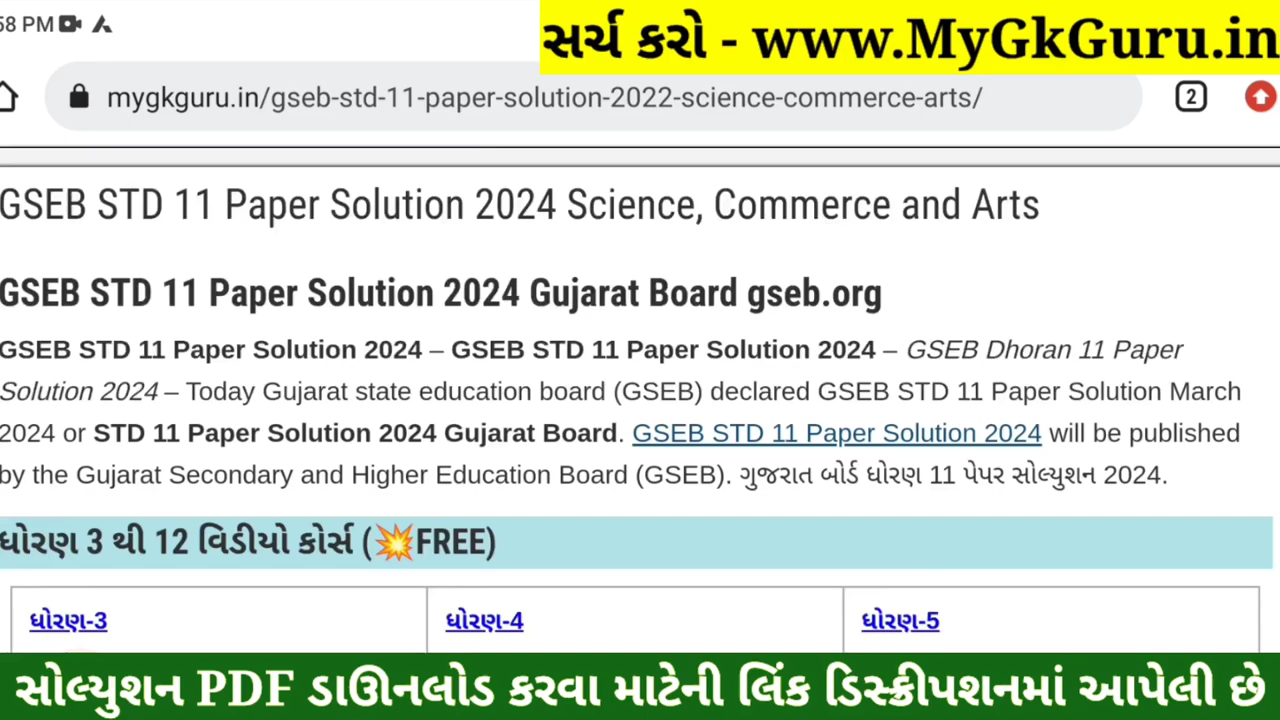 58 PM
સર્ચ કરો - www.MyGkGuru.in
mygkguru.in/gseb-std-11-paper-solution-2022-science-commerce-arts/
2
GSEB STD 11 Paper Solution 2024 Science, Commerce and Arts
GSEB STD 11 Paper Solution 2024 Gujarat Board gseb.org
GSEB STD 11 Paper Solution 2024 – GSEB STD 11 Paper Solution 2024 – GSEB Dhoran 11 Paper
Solution 2024 – Today Gujarat state education board (GSEB) declared GSEB STD 11 Paper Solution March
2024 or STD 11 Paper Solution 2024 Gujarat Board. GSEB STD 11 Paper Solution 2024 will be published
by the Gujarat Secondary and Higher Education Board (GSEB). ગુજરાત બોર્ડ ધોરણ 11 પેપર સોલ્યુશન 2024.
ધોરણ 3 થી 12 વિડીયો કોર્સ (💥FREE)
ધોરણ-3 ધોરણ-4 ધોરણ-5
સોલ્યુશન PDF ડાઊનલોડ કરવા માટેની લિંક ડિસ્ક્રીપશનમાં આપેલી છે